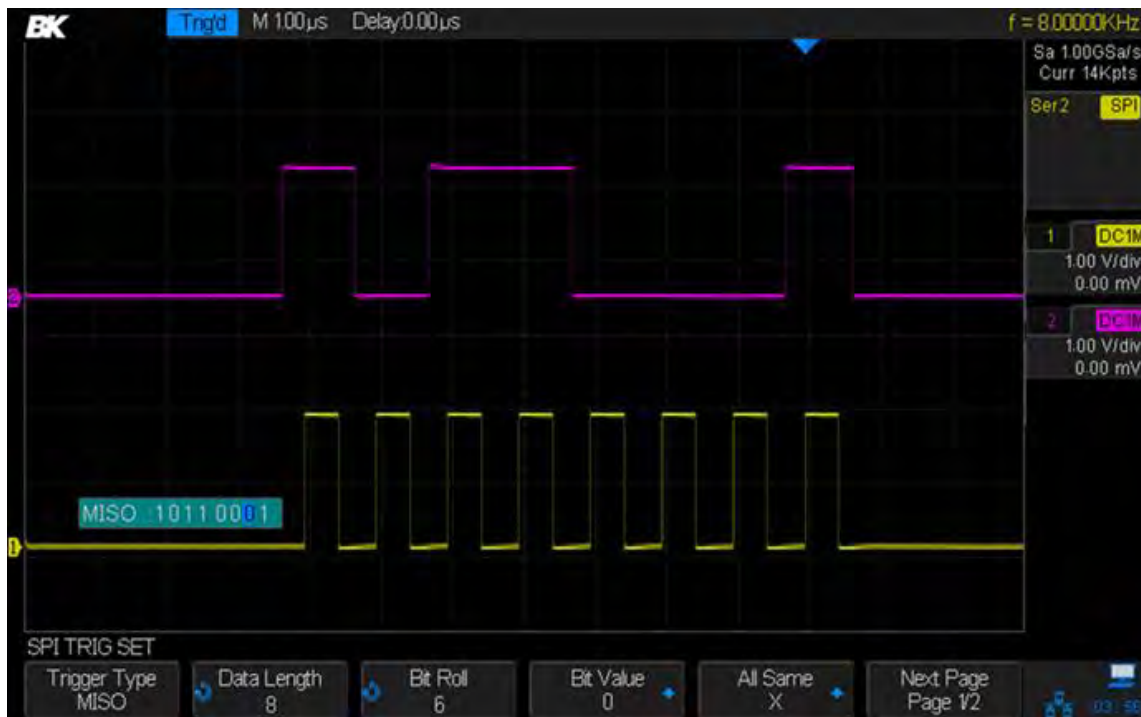 BK Trig'd M 1.00µs Delay:0.00µs f = 8.00000KHz
Sa 1.00GSa/s
Curr 14Kpts
Ser2 SPI
1 DC1M
1.00 V/div
0.00 mV
2 DC1M
1.00 V/div
0.00 mV
2
MISO 1011 0001
1
SPI TRIG SET
Trigger Type
MISO
Data Length
8
Bit Roll
6
Bit Value
0
All Same
X
Next Page
Page 1/2